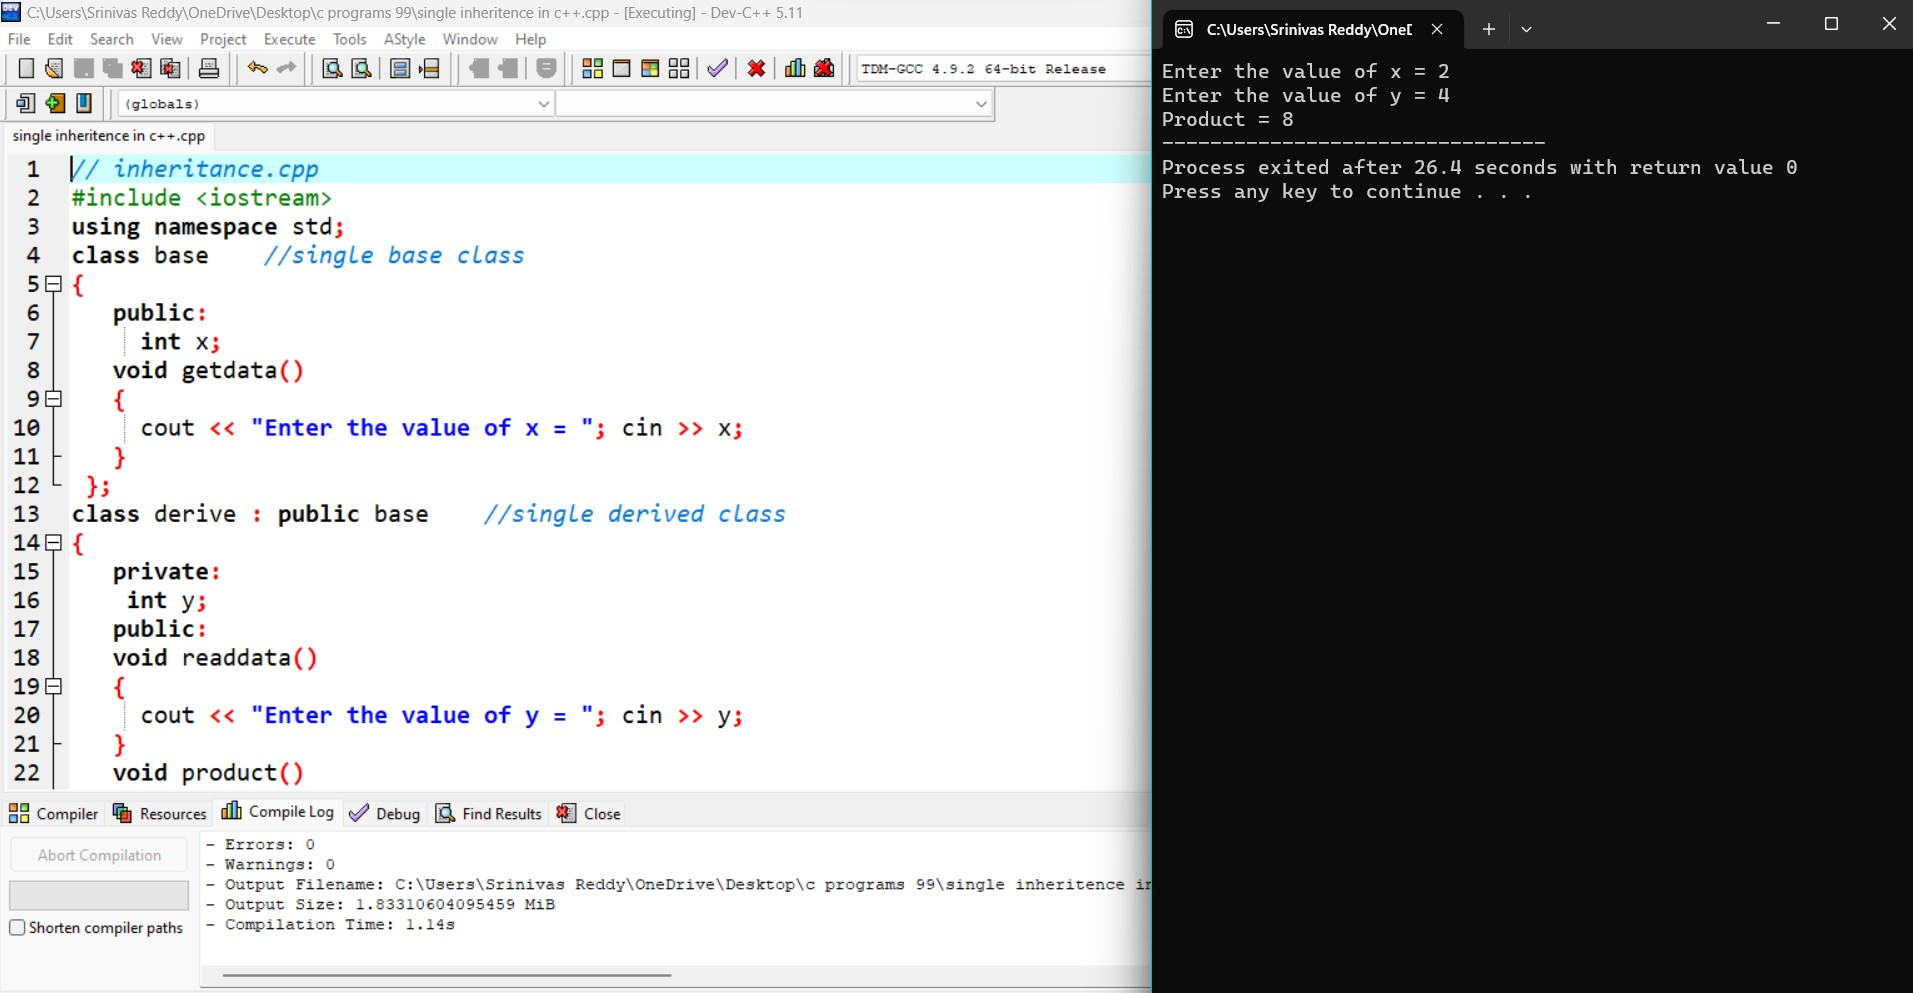 C:\Users\Srinivas Reddy\OneDrive\Desktop\c programs 99\single inheritence in c++.cpp - [Executing] - Dev-C++ 5.11
File Edit Search View Project Execute Tools AStyle Window Help
TDM-GCC 4.9.2 64-bit Release
(globals)
single inheritence in c++.cpp
1 // inheritance.cpp
2 #include <iostream>
3 using namespace std;
4 class base    //single base class
5 {
6 public:
7 int x;
8 void getdata()
9 {
10 cout << "Enter the value of x = "; cin >> x;
11 }
12 };
13 class derive : public base    //single derived class
14 {
15 private:
16 int y;
17 public:
18 void readdata()
19 {
20 cout << "Enter the value of y = "; cin >> y;
21 }
22 void product()
Compiler Resources Compile Log Debug Find Results Close
Abort Compilation
Shorten compiler paths
- Errors: 0
- Warnings: 0
- Output Filename: C:\Users\Srinivas Reddy\OneDrive\Desktop\c programs 99\single inheritence in
- Output Size: 1.83310604095459 MiB
- Compilation Time: 1.14s
C:\Users\Srinivas Reddy\OneD
Enter the value of x = 2
Enter the value of y = 4
Product = 8
--------------------------------
Process exited after 26.4 seconds with return value 0
Press any key to continue . . .